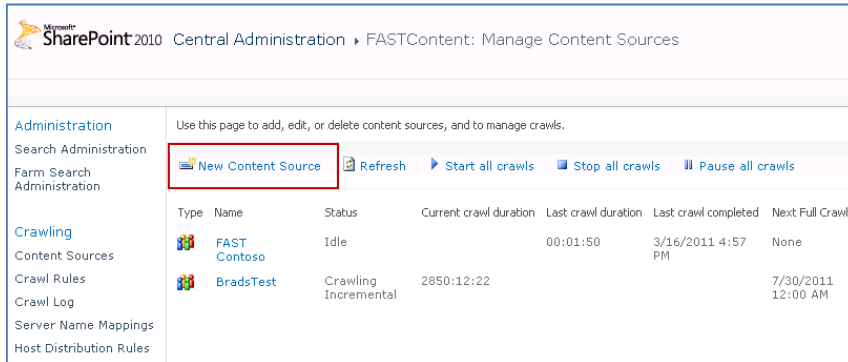 Microsoft
SharePoint 2010 Central Administration ▸ FASTContent: Manage Content Sources
Administration
Search Administration
Farm Search
Administration
Crawling
Content Sources
Crawl Rules
Crawl Log
Server Name Mappings
Host Distribution Rules
Use this page to add, edit, or delete content sources, and to manage crawls.
New Content Source Refresh Start all crawls Stop all crawls Pause all crawls
Type Name Status Current crawl duration Last crawl duration Last crawl completed Next Full Crawl
FAST Idle 00:01:50 3/16/2011 4:57 None
Contoso PM
BradsTest Crawling 2850:12:22 7/30/2011
Incremental 12:00 AM